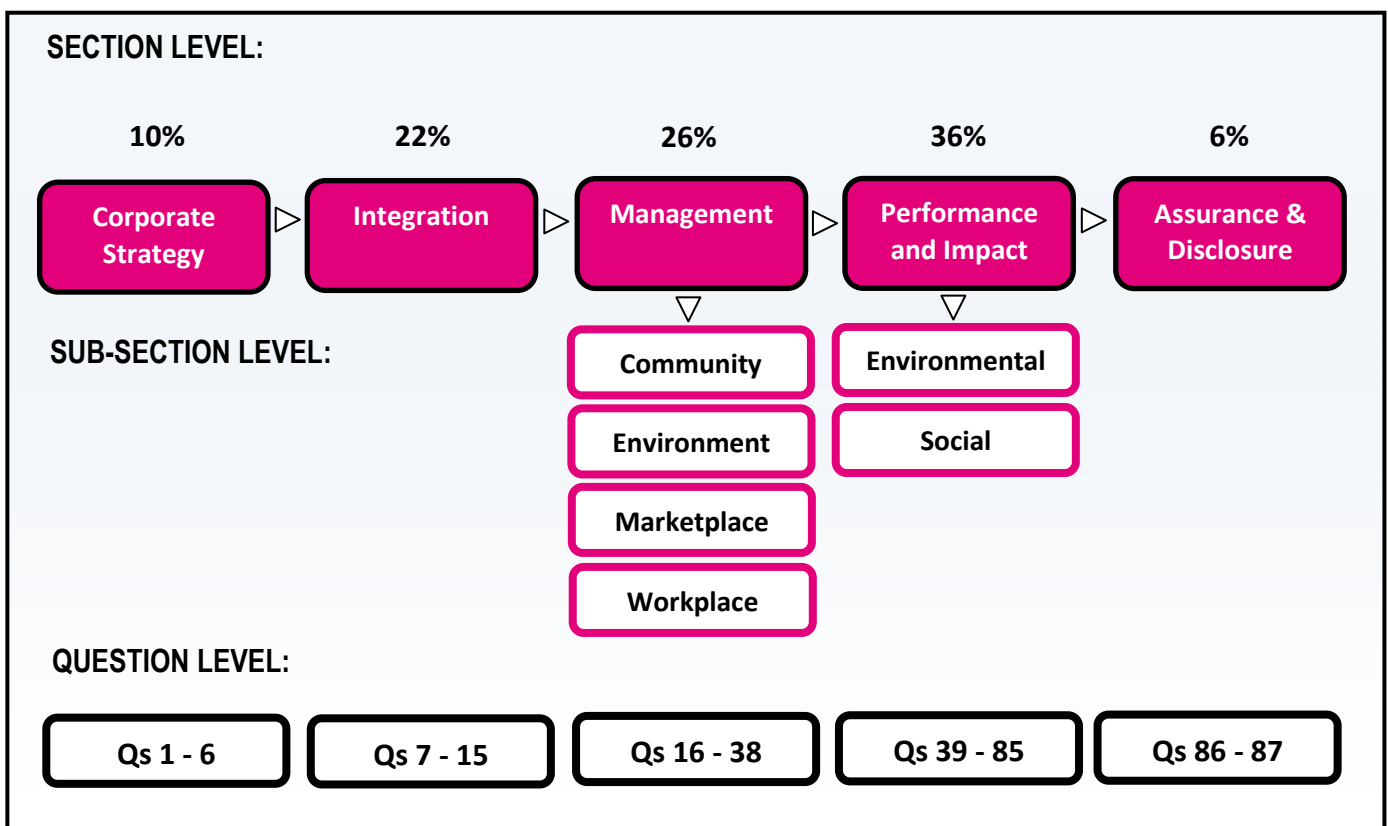 SECTION LEVEL:
10%
22%
26%
36%
6%
Corporate
Strategy
Integration
Management
Performance
and Impact
Assurance &
Disclosure
SUB-SECTION LEVEL:
Community
Environment
Marketplace
Workplace
Environmental
Social
QUESTION LEVEL:
Qs 1 - 6
Qs 7 - 15
Qs 16 - 38
Qs 39 - 85
Qs 86 - 87